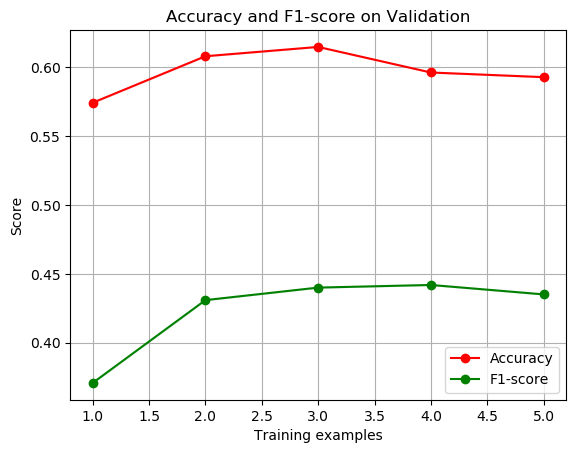 Accuracy and F1-score on Validation
0.60
0.55
0.50
0.45
0.40
Score
1.0 1.5 2.0 2.5 3.0 3.5 4.0 4.5 5.0
Training examples
Accuracy
F1-score